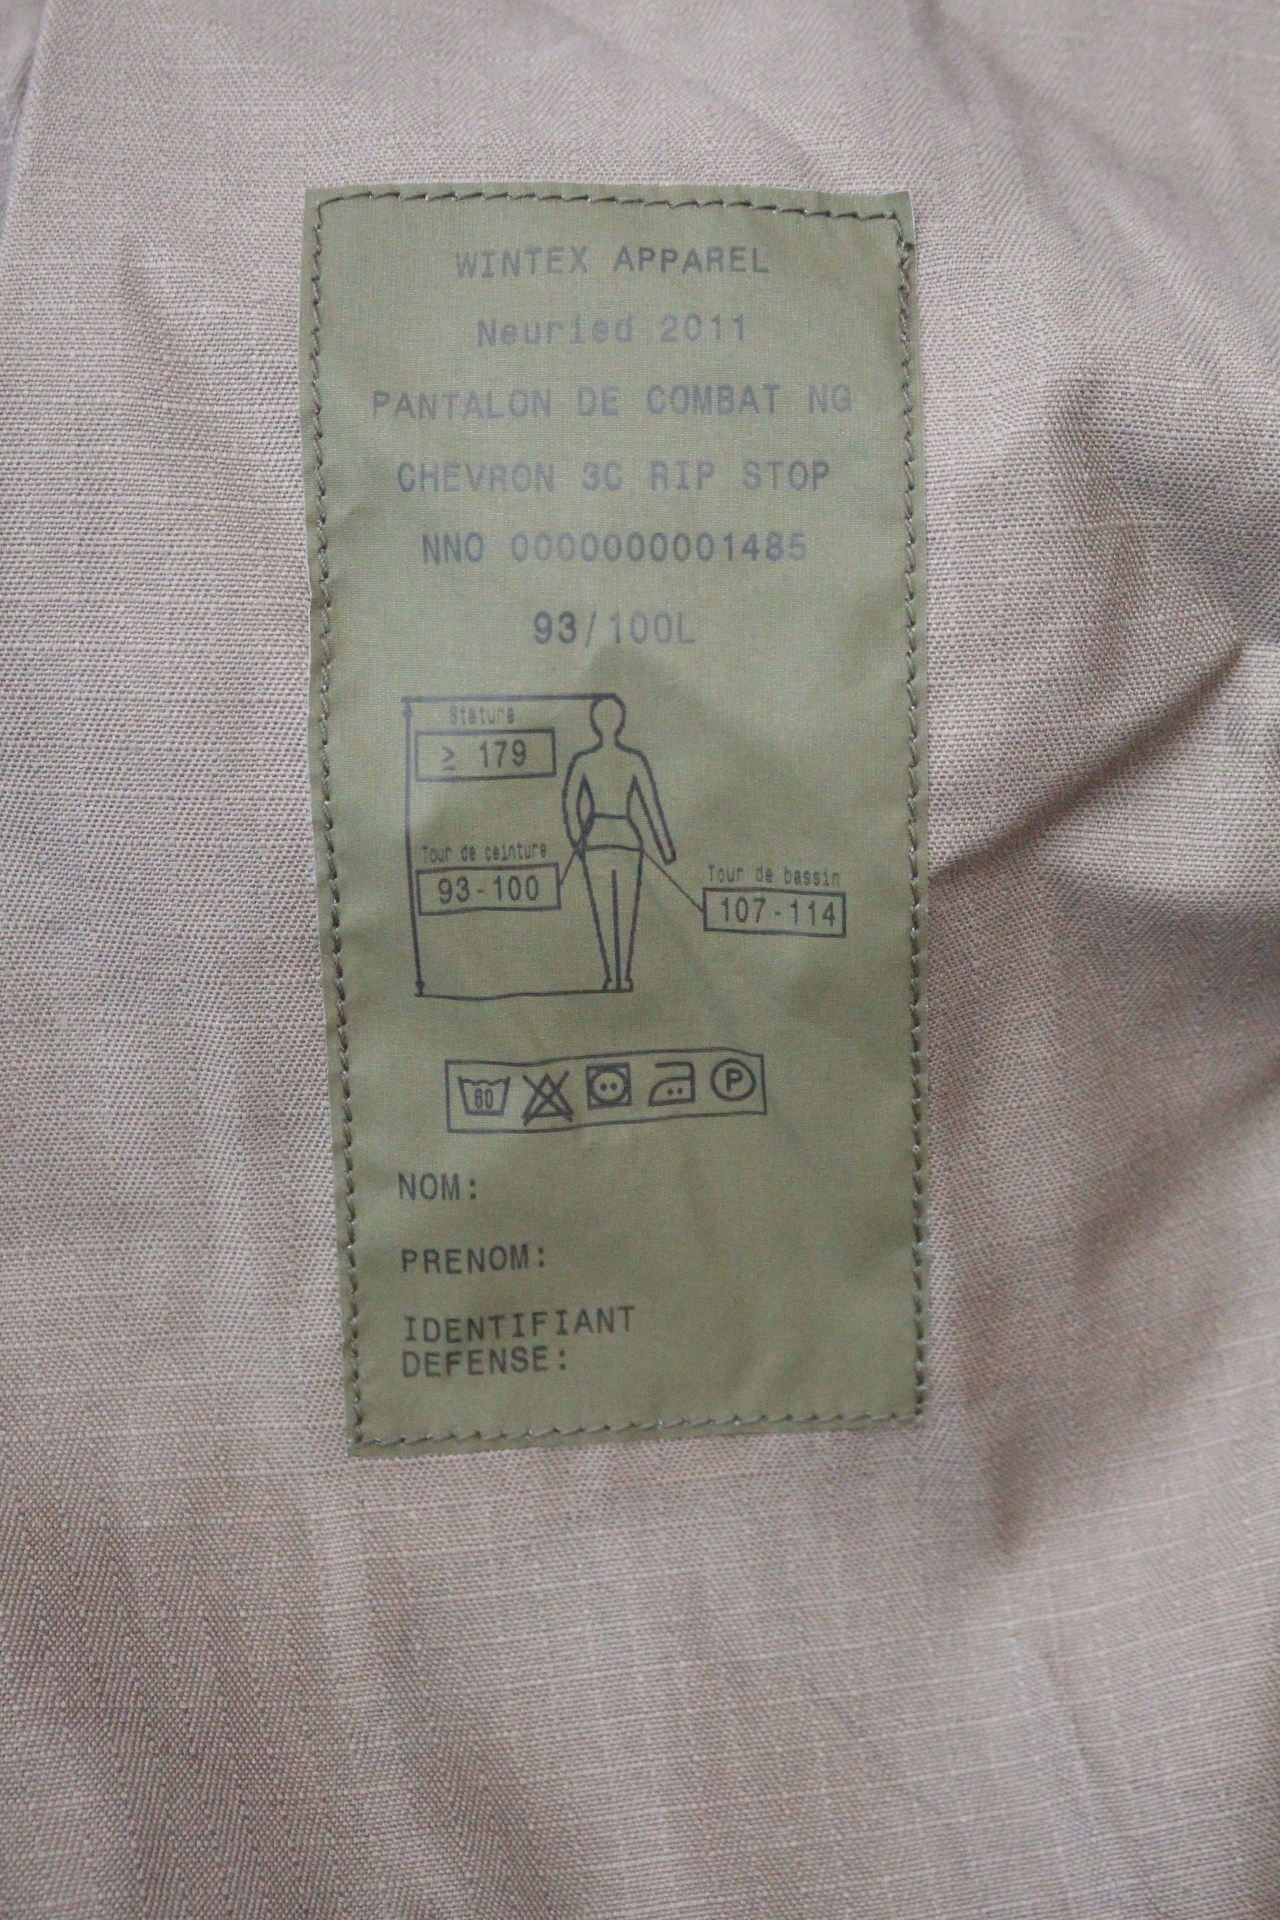 WINTEX APPAREL
Neuried 2011
PANTALON DE COMBAT NG
CHEVRON 3C RIP STOP
NNO 0000000001485
93/100L
Stature
≥ 179
Tour de ceinture
93-100
Tour de bassin
107-114
60
P
NOM:
PRENOM:
IDENTIFIANT
DEFENSE: